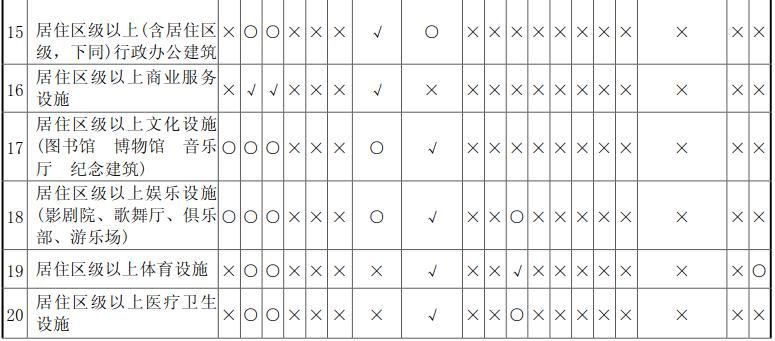 15 居住区级以上(含居住区 × ○ ○ × × × √ ○ × × × × × × × × × × ×
级，下同)行政办公建筑
16 居住区级以上商业服务 × √ √ × × × √ × × × × × × × × × × × ×
设施
居住区级以上文化设施
17 (图书馆　博物馆　音乐 ○ ○ ○ × × × ○ √ × × × × × × × × × × ×
厅　纪念建筑)
居住区级以上娱乐设施
18 (影剧院、歌舞厅、俱乐 ○ ○ ○ × × × ○ √ × × ○ × × × × × × × ×
部、游乐场)
19 居住区级以上体育设施 × ○ ○ × × × × √ × × √ × × × × × × × ○
20 居住区级以上医疗卫生 × ○ ○ × × × × √ × × ○ × × × × × × × ×
设施